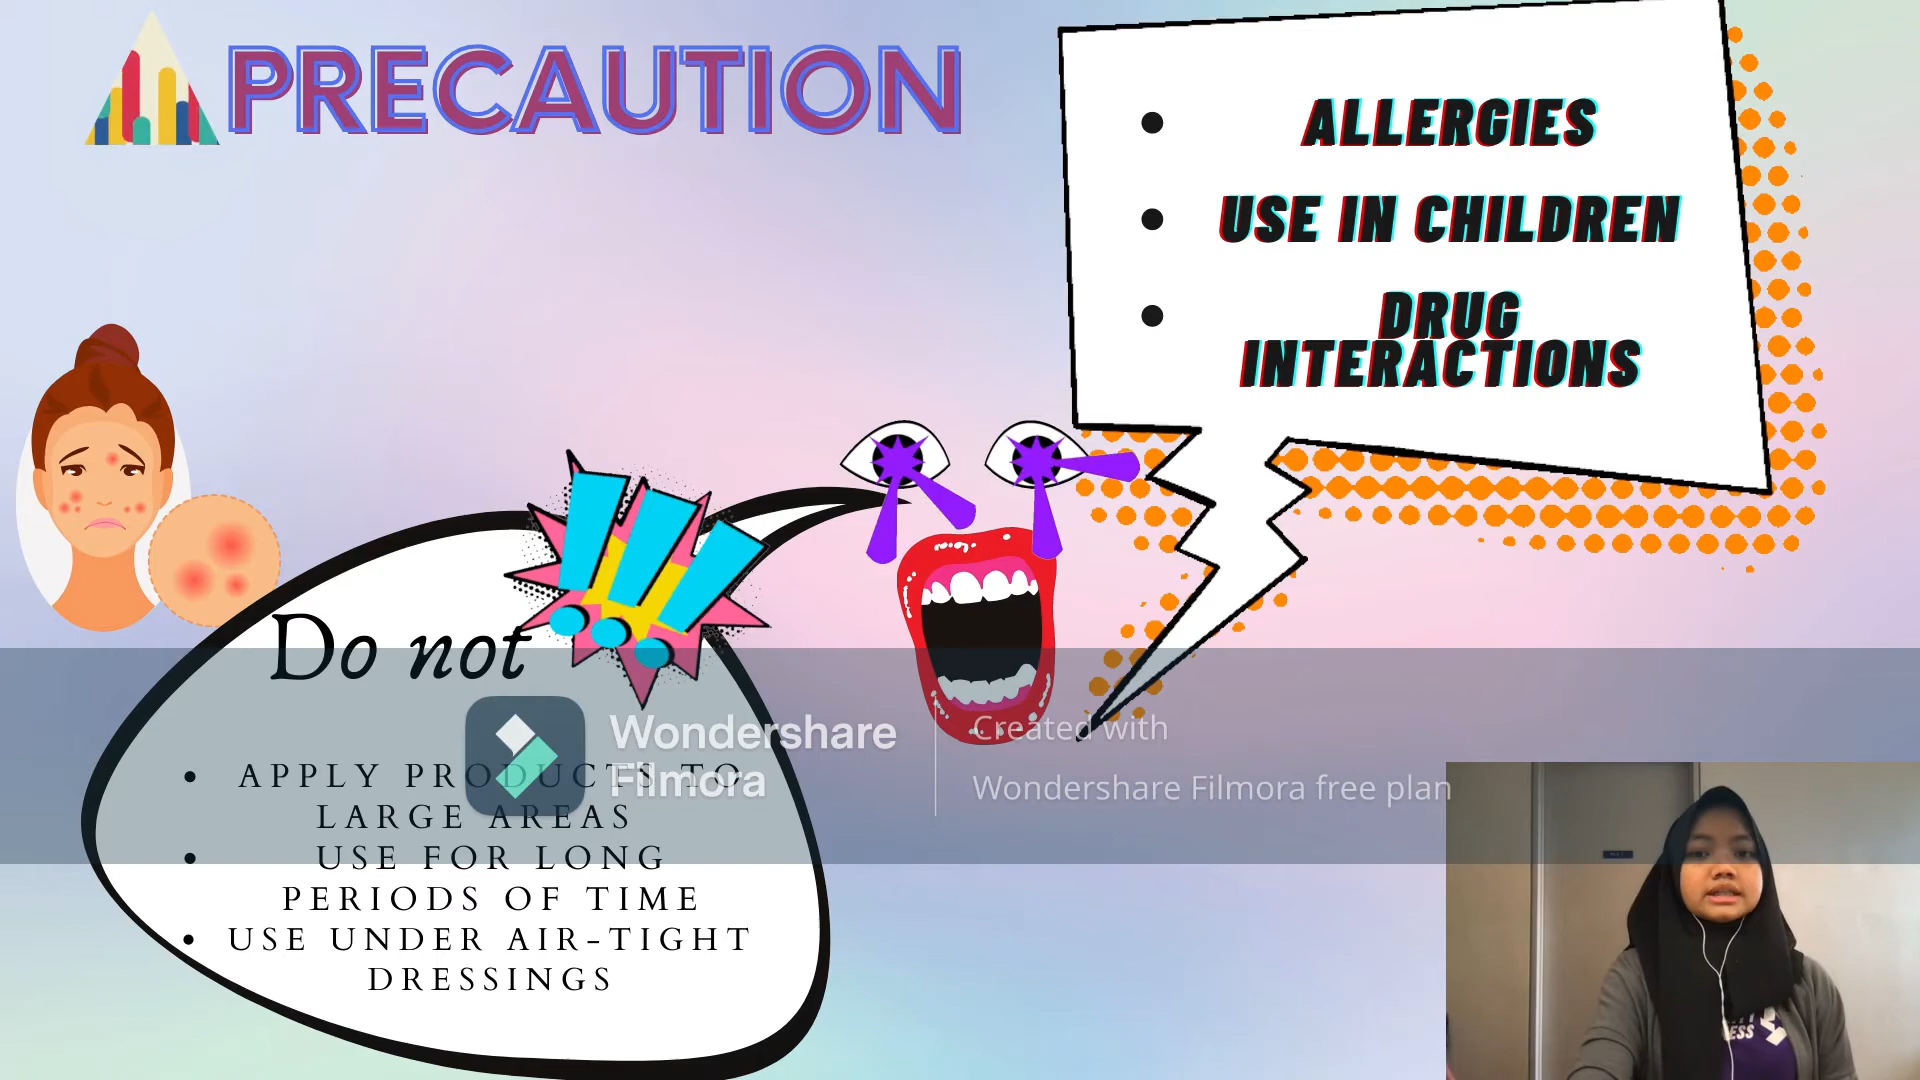 PRECAUTION
• ALLERGIES
• USE IN CHILDREN
• DRUG
INTERACTIONS
Do not
• APPLY PRODUCTS TO
LARGE AREAS
• USE FOR LONG
PERIODS OF TIME
• USE UNDER AIR-TIGHT
DRESSINGS
Wondershare
Filmora
Created with
Wondershare Filmora free plan
ESS